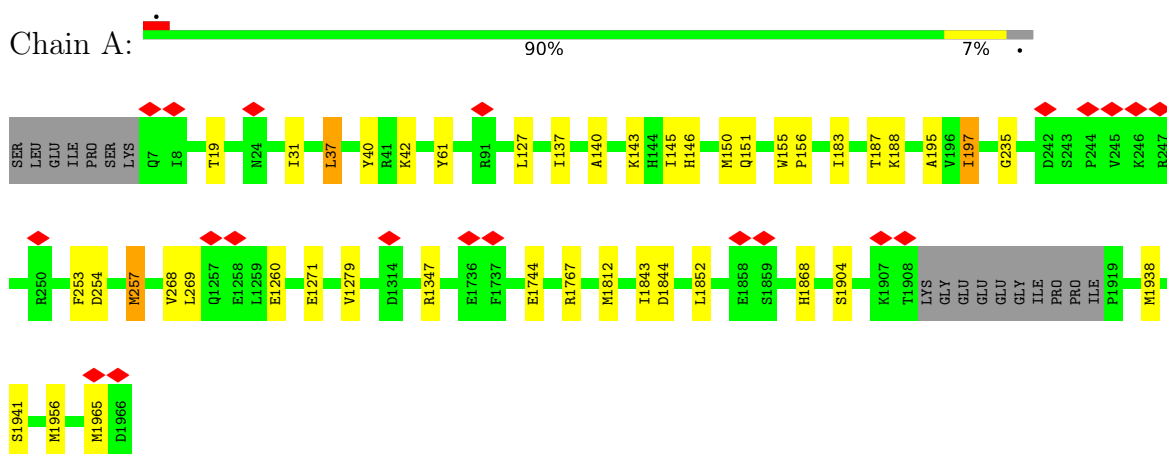 Chain A:
90% 7%
SER LEU GLU ILE PRO SER LYS Q7 I8 T19 N24 I31 L37 Y40 R41 K42 Y61 R91 L127 I137 A140 K143 H144 I145 H146 M150 Q151 W155 P156 I183 T187 K188 A195 V196 I197 G235 D242 S243 P244 V245 K246 R247
R250 F253 D254 M257 V268 L269 Q1257 E1258 L1259 E1260 E1271 V1279 D1314 R1347 E1736 F1737 E1744 R1767 M1812 I1843 D1844 L1852 E1858 S1859 H1868 S1904 K1907 T1908 LYS GLY GLU GLU GLU GLY ILE PRO PRO ILE P1919 M1938
S1941 M1956 M1965 D1966